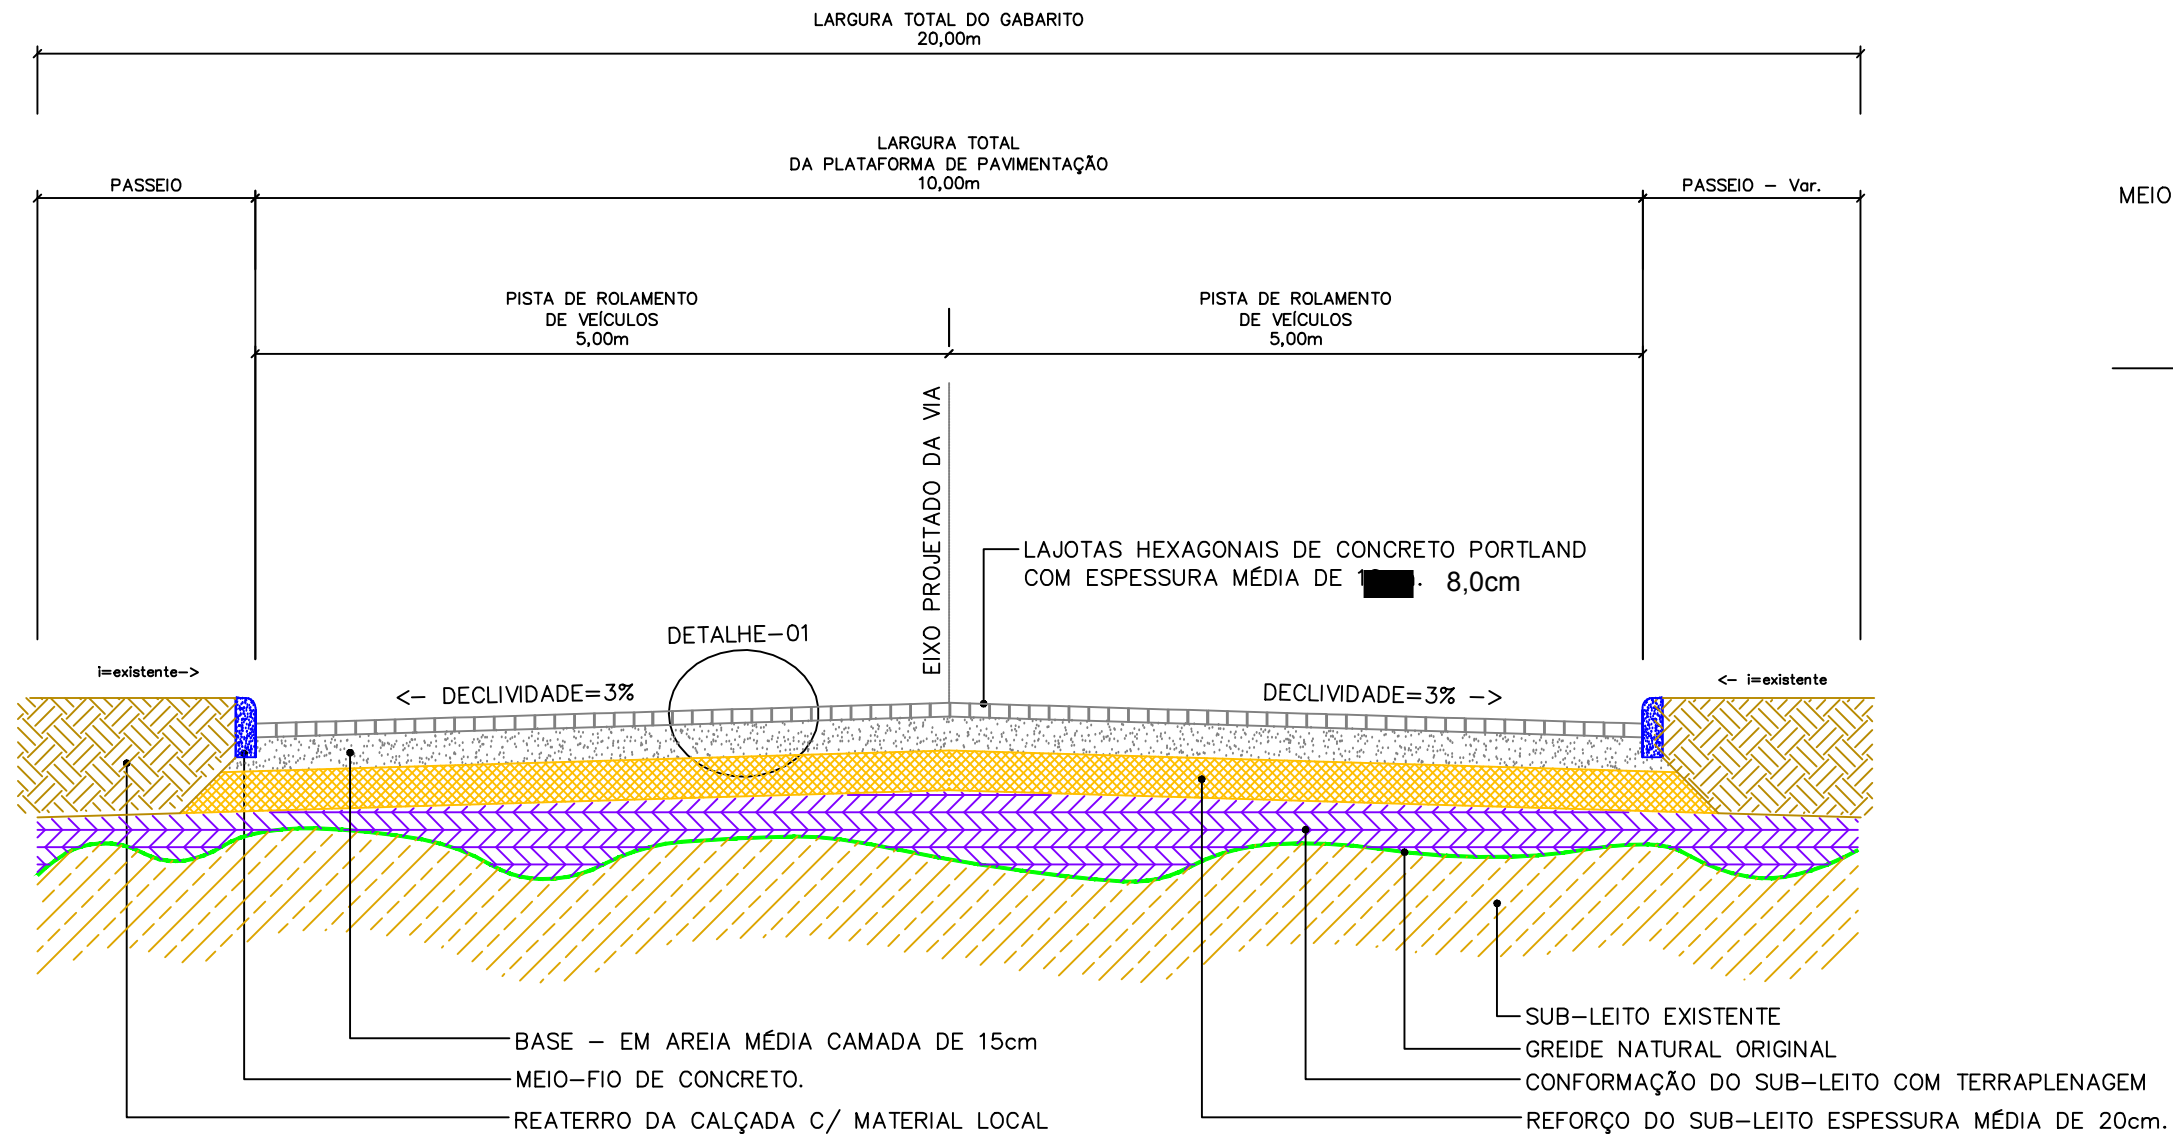 LARGURA TOTAL DO GABARITO
20,00m
LARGURA TOTAL
DA PLATAFORMA DE PAVIMENTAÇÃO
10,00m
PASSEIO
PASSEIO - Var.
MEIO
PISTA DE ROLAMENTO
DE VEÍCULOS
5,00m
PISTA DE ROLAMENTO
DE VEÍCULOS
5,00m
EIXO PROJETADO DA VIA
LAJOTAS HEXAGONAIS DE CONCRETO PORTLAND
COM ESPESSURA MÉDIA DE 8,0cm
DETALHE-01
i=existente->
<- DECLIVIDADE=3%
DECLIVIDADE=3% ->
<- i=existente
BASE - EM AREIA MÉDIA CAMADA DE 15cm
MEIO-FIO DE CONCRETO.
REATERRO DA CALÇADA C/ MATERIAL LOCAL
SUB-LEITO EXISTENTE
GREIDE NATURAL ORIGINAL
CONFORMAÇÃO DO SUB-LEITO COM TERRAPLENAGEM
REFORÇO DO SUB-LEITO ESPESSURA MÉDIA DE 20cm.